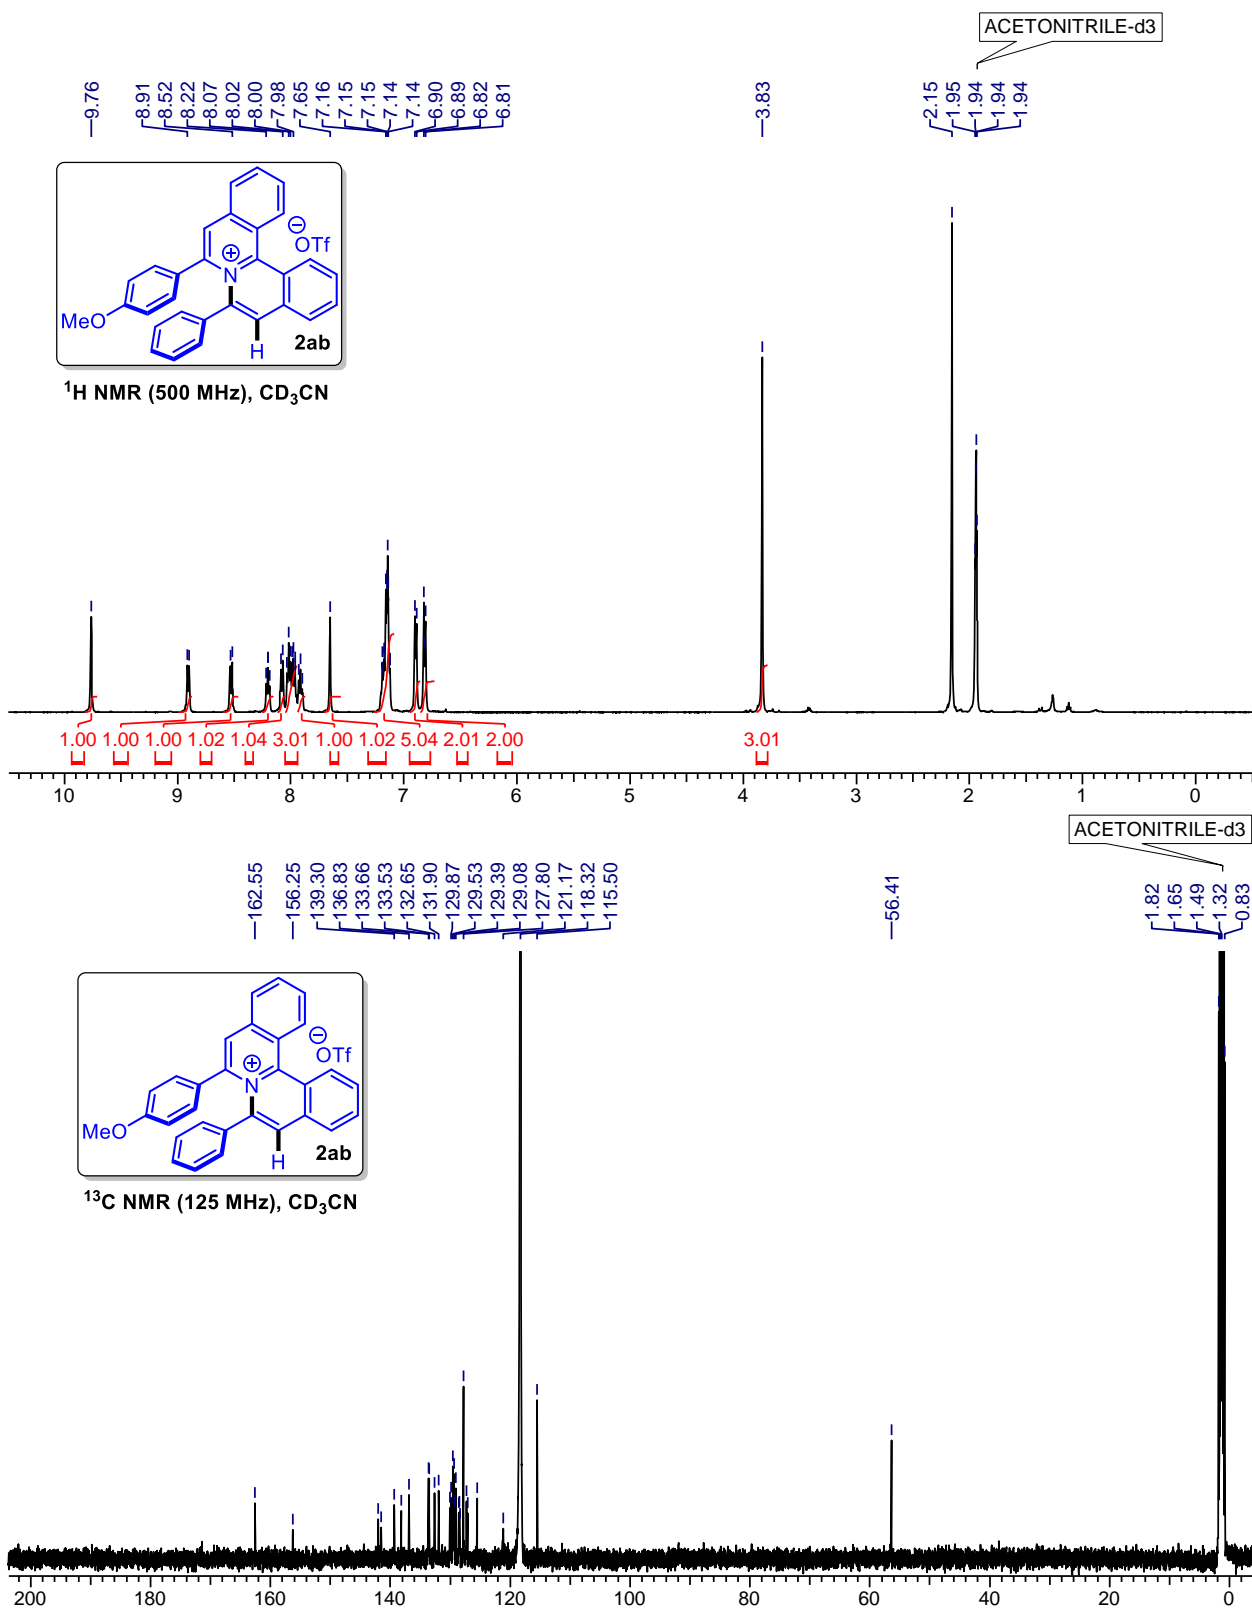 ACETONITRILE-d3
9.76
8.91
8.52
8.22
8.07
8.02
8.00
7.98
7.65
7.16
7.15
7.15
7.14
7.14
6.90
6.89
6.82
6.81
3.83
2.15
1.95
1.94
1.94
1.94
⊖
OTf
⊕
N
MeO
H
2ab
¹H NMR (500 MHz), CD₃CN
1.00 1.00 1.00 1.02 1.04 3.01 1.00 1.02 5.04 2.01 2.00 3.01
10 9 8 7 6 5 4 3 2 1 0
ACETONITRILE-d3
162.55
156.25
139.30
136.83
133.66
133.53
132.65
131.90
129.87
129.53
129.39
129.08
127.80
121.17
118.32
115.50
56.41
1.82
1.65
1.49
1.32
0.83
⊖
OTf
⊕
N
MeO
H
2ab
¹³C NMR (125 MHz), CD₃CN
200 180 160 140 120 100 80 60 40 20 0